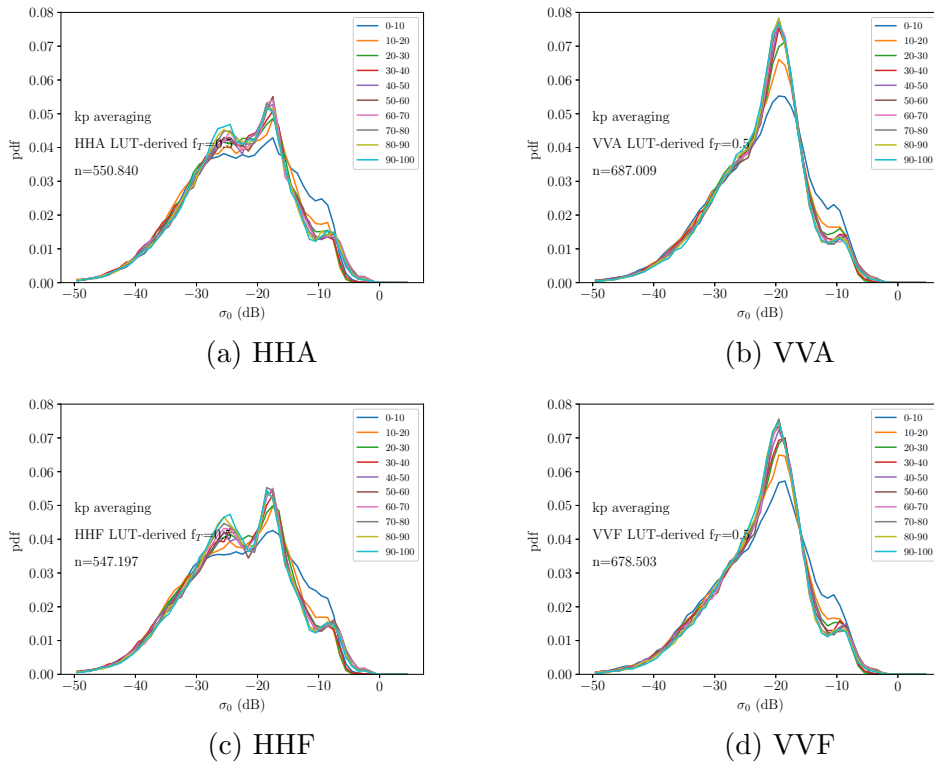 0.08
0.07
0.06
0.05
0.04
0.03
0.02
0.01
0.00
pdf
kp averaging
HHA LUT-derived f_T=0.5
n=550.840
0-10
10-20
20-30
30-40
40-50
50-60
60-70
70-80
80-90
90-100
−50 −40 −30 −20 −10 0
σ0 (dB)
(a) HHA
0.08
0.07
0.06
0.05
0.04
0.03
0.02
0.01
0.00
pdf
kp averaging
VVA LUT-derived f_T=0.5
n=687.009
0-10
10-20
20-30
30-40
40-50
50-60
60-70
70-80
80-90
90-100
−50 −40 −30 −20 −10 0
σ0 (dB)
(b) VVA
0.08
0.07
0.06
0.05
0.04
0.03
0.02
0.01
0.00
pdf
kp averaging
HHF LUT-derived f_T=0.5
n=547.197
0-10
10-20
20-30
30-40
40-50
50-60
60-70
70-80
80-90
90-100
−50 −40 −30 −20 −10 0
σ0 (dB)
(c) HHF
0.08
0.07
0.06
0.05
0.04
0.03
0.02
0.01
0.00
pdf
kp averaging
VVF LUT-derived f_T=0.5
n=678.503
0-10
10-20
20-30
30-40
40-50
50-60
60-70
70-80
80-90
90-100
−50 −40 −30 −20 −10 0
σ0 (dB)
(d) VVF